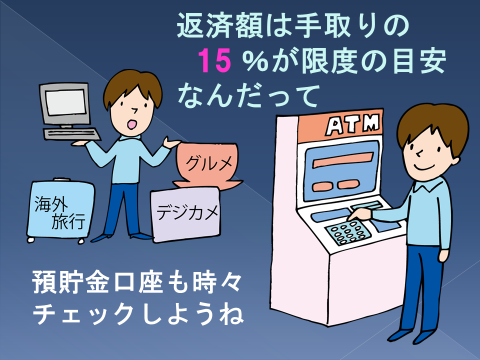 返済額は手取りの
15％が限度の目安
なんだって
ATM
グルメ
海外
旅行
デジカメ
預貯金口座も時々
チェックしようね